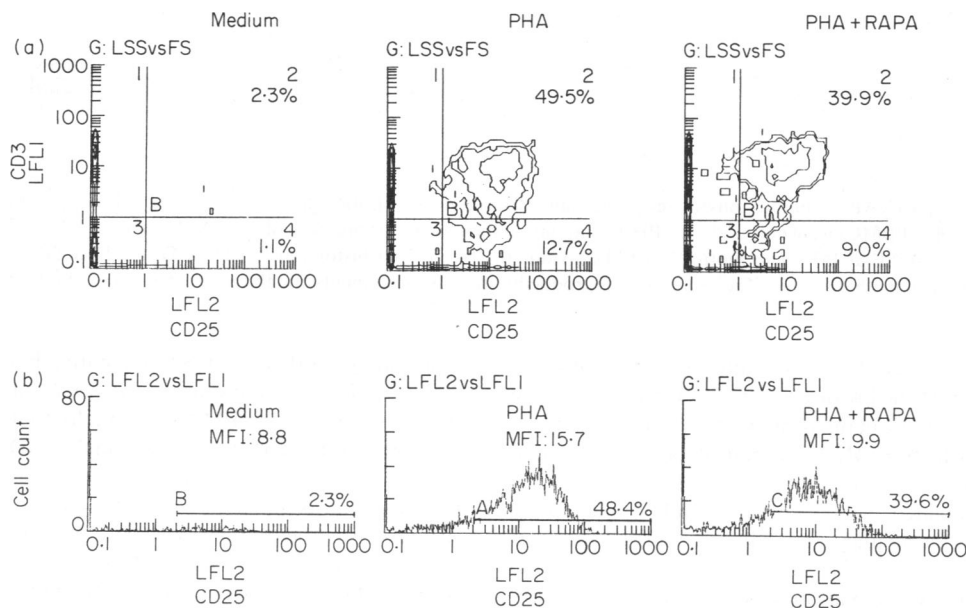 Medium PHA PHA + RAPA
(a) G: LSSvsFS G: LSSvsFS G: LSSvsFS
1000 1 2 1 2 1 2
2·3% 49·5% 39·9%
100
CD3
LFL1
10
B B B
1
3 4 3 4 3 4
1·1% 12·7% 9·0%
0·1
0·1 1 10 100 1000 0·1 1 10 100 1000 0·1 1 10 100 1000
LFL2 LFL2 LFL2
CD25 CD25 CD25
(b) G: LFL2vsLFL1 G: LFL2vsLFL1 G: LFL2vsLFL1
80
Medium PHA PHA + RAPA
MFI: 8·8 MFI: 15·7 MFI: 9·9
Cell count
B 2·3% A 48·4% C 39·6%
0
0·1 1 10 100 1000 0·1 1 10 100 1000 0·1 1 10 100 1000
LFL2 LFL2 LFL2
CD25 CD25 CD25